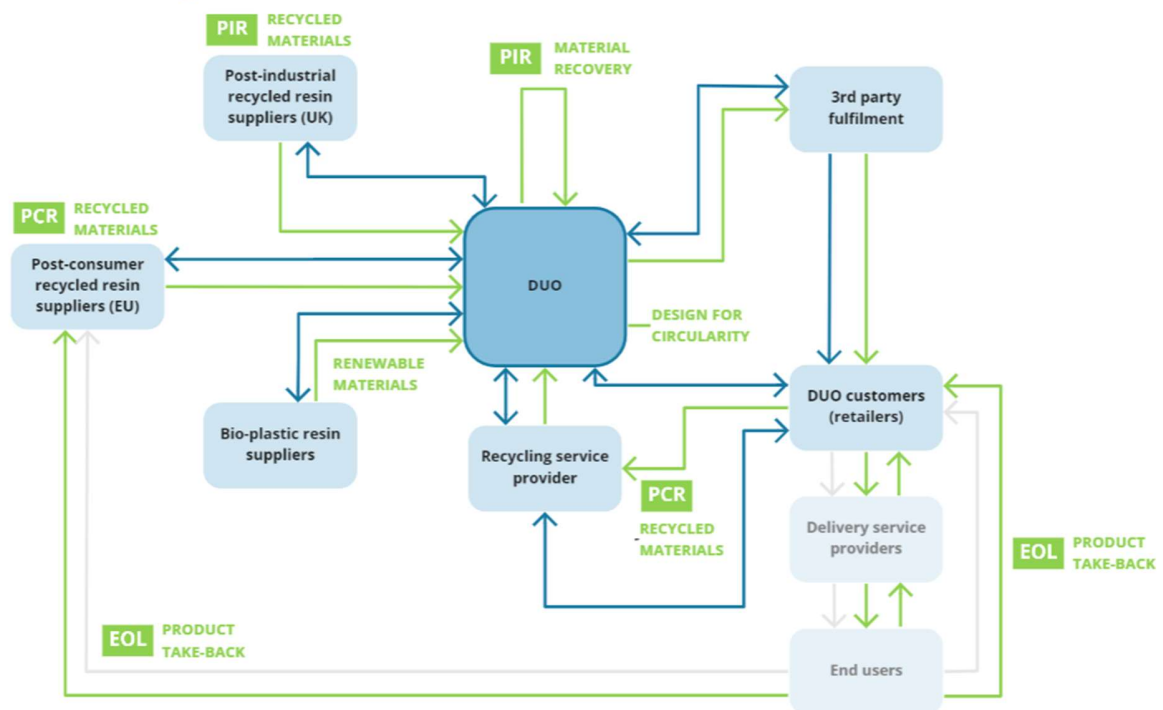 PIR
RECYCLED
MATERIALS
Post-industrial
recycled resin
suppliers (UK)
PIR
MATERIAL
RECOVERY
3rd party
fulfilment
PCR
RECYCLED
MATERIALS
Post-consumer
recycled resin
suppliers (EU)
DUO
DESIGN FOR
CIRCULARITY
RENEWABLE
MATERIALS
Bio-plastic resin
suppliers
Recycling service
provider
DUO customers
(retailers)
PCR
RECYCLED
MATERIALS
Delivery service
providers
EOL
PRODUCT
TAKE-BACK
EOL
PRODUCT
TAKE-BACK
End users